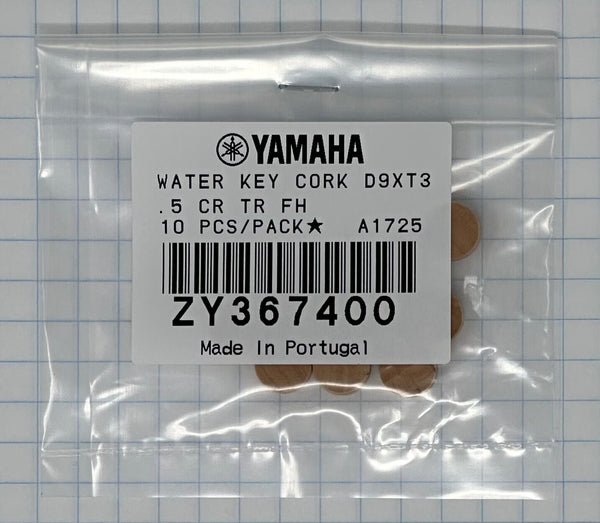 YAMAHA
WATER KEY CORK D9XT3
.5 CR TR FH
10 PCS/PACK★ A1725
ZY367400
Made In Portugal